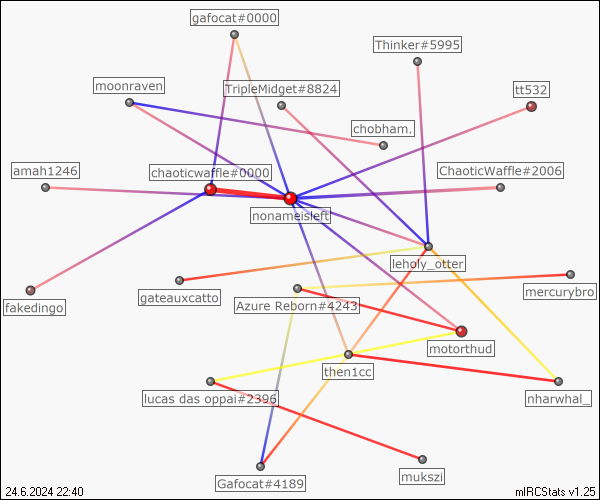 gafocat#0000
Thinker#5995
moonraven
TripleMidget#8824
tt532
chobham.
amah1246
chaoticwaffle#0000
ChaoticWaffle#2006
nonameisleft
leholy_otter
fakedingo
gateauxcatto
Azure Reborn#4243
mercurybro
motorthud
then1cc
lucas das oppai#2396
nharwhal_
Gafocat#4189
mukszi
24.6.2024 22:40
mIRCStats v1.25